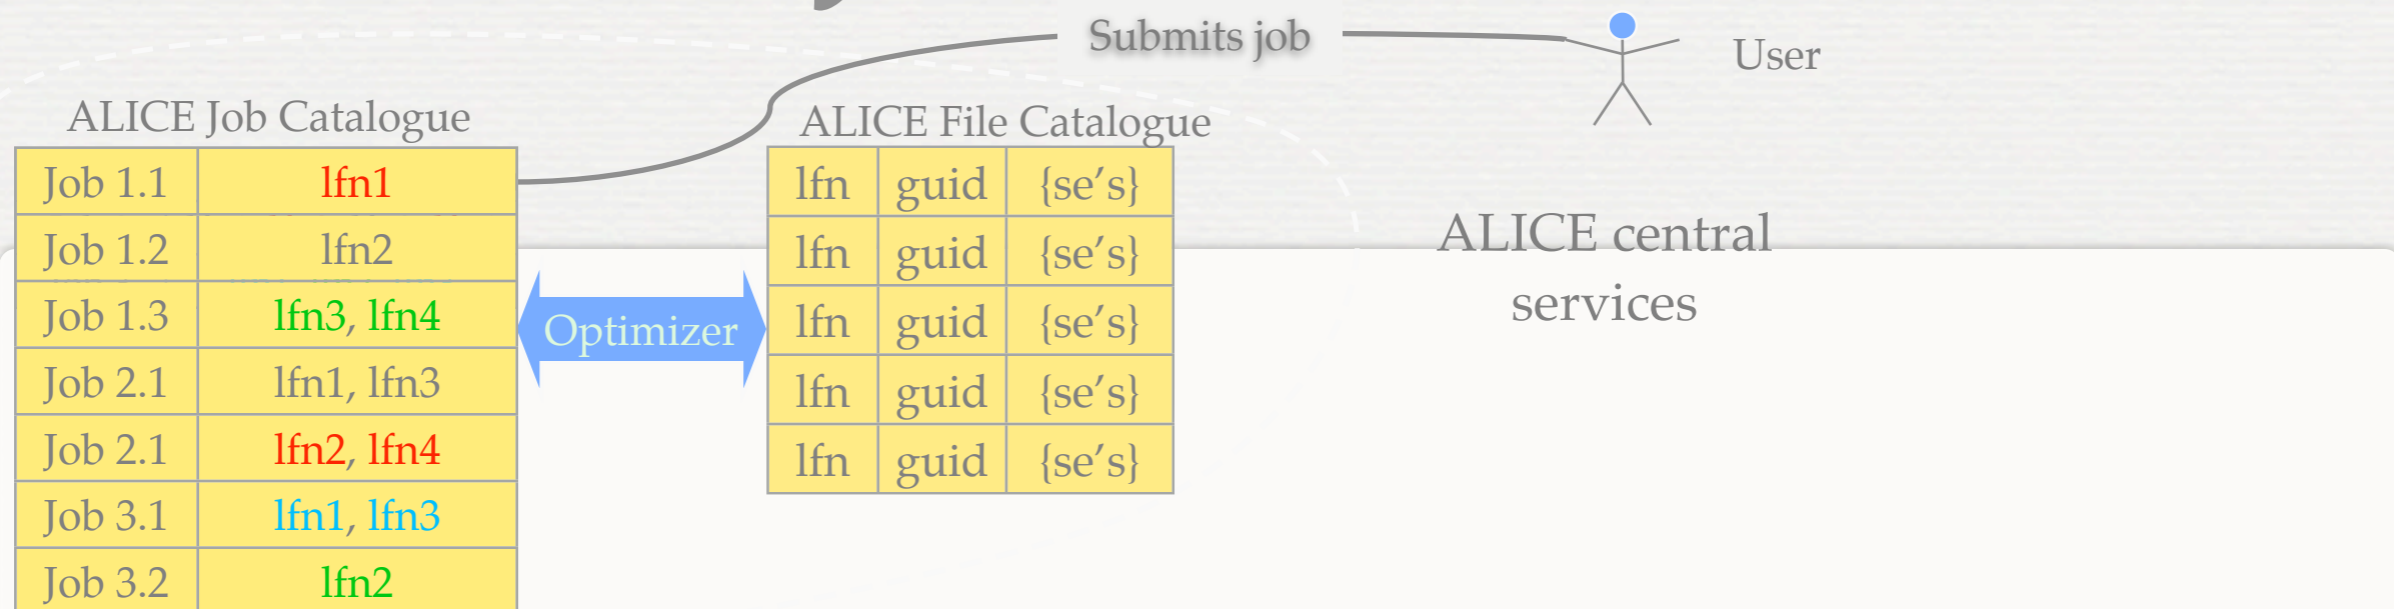 Submits job
User
ALICE Job Catalogue
ALICE File Catalogue
Job 1.1 lfn1
Job 1.2 lfn2
Job 1.3 lfn3, lfn4
Job 2.1 lfn1, lfn3
Job 2.1 lfn2, lfn4
Job 3.1 lfn1, lfn3
Job 3.2 lfn2
Optimizer
lfn guid {se’s}
lfn guid {se’s}
lfn guid {se’s}
lfn guid {se’s}
lfn guid {se’s}
ALICE central
services